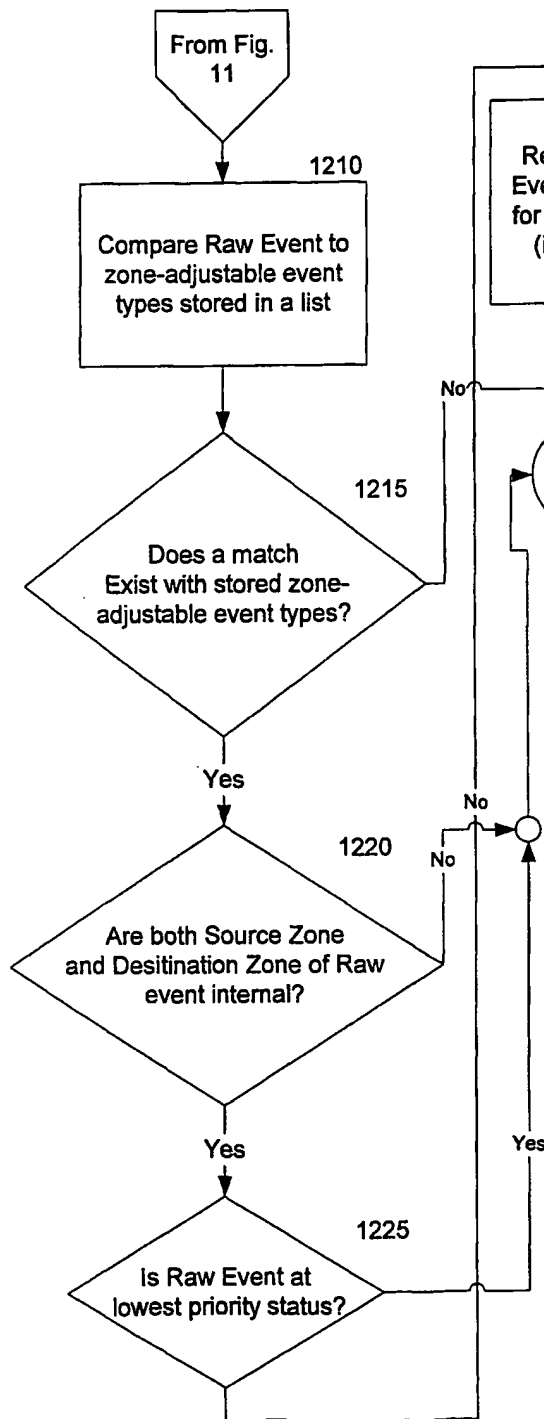 From Fig.
11
1210
Compare Raw Event to
zone-adjustable event
types stored in a list
for
No
1215
Does a match
Exist with stored zone-
adjustable event types?
Yes
No
1220
No
Are both Source Zone
and Desitination Zone of Raw
event internal?
Yes
Yes
1225
Is Raw Event at
lowest priority status?